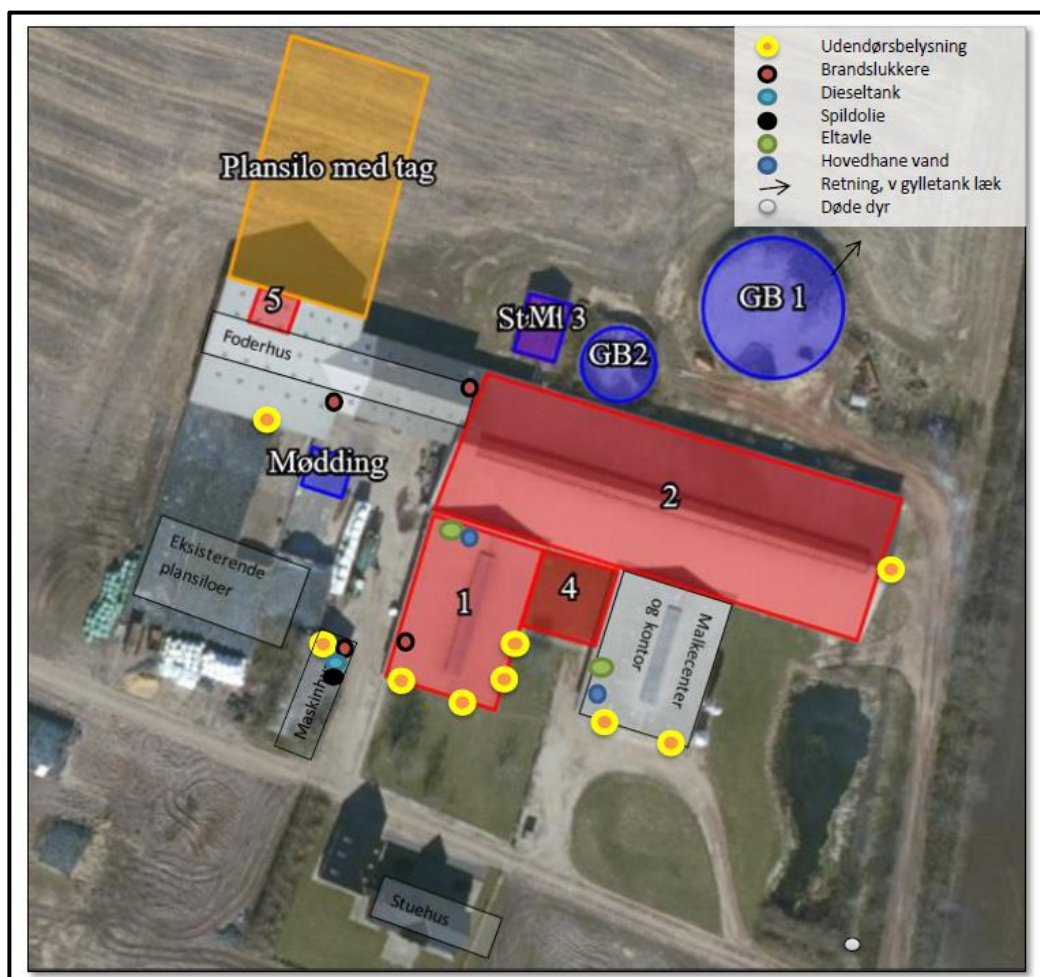 Udendørsbelysning
Brandslukkere
Dieseltank
Spildolie
Eltavle
Hovedhane vand
Retning, v gylletank læk
Døde dyr
Plansilo med tag
5
Foderhus
GB 1
GB2
2
Mødding
Eksisterende
plansiloer
1
4
Malkecenter
og kontor
Stuehus